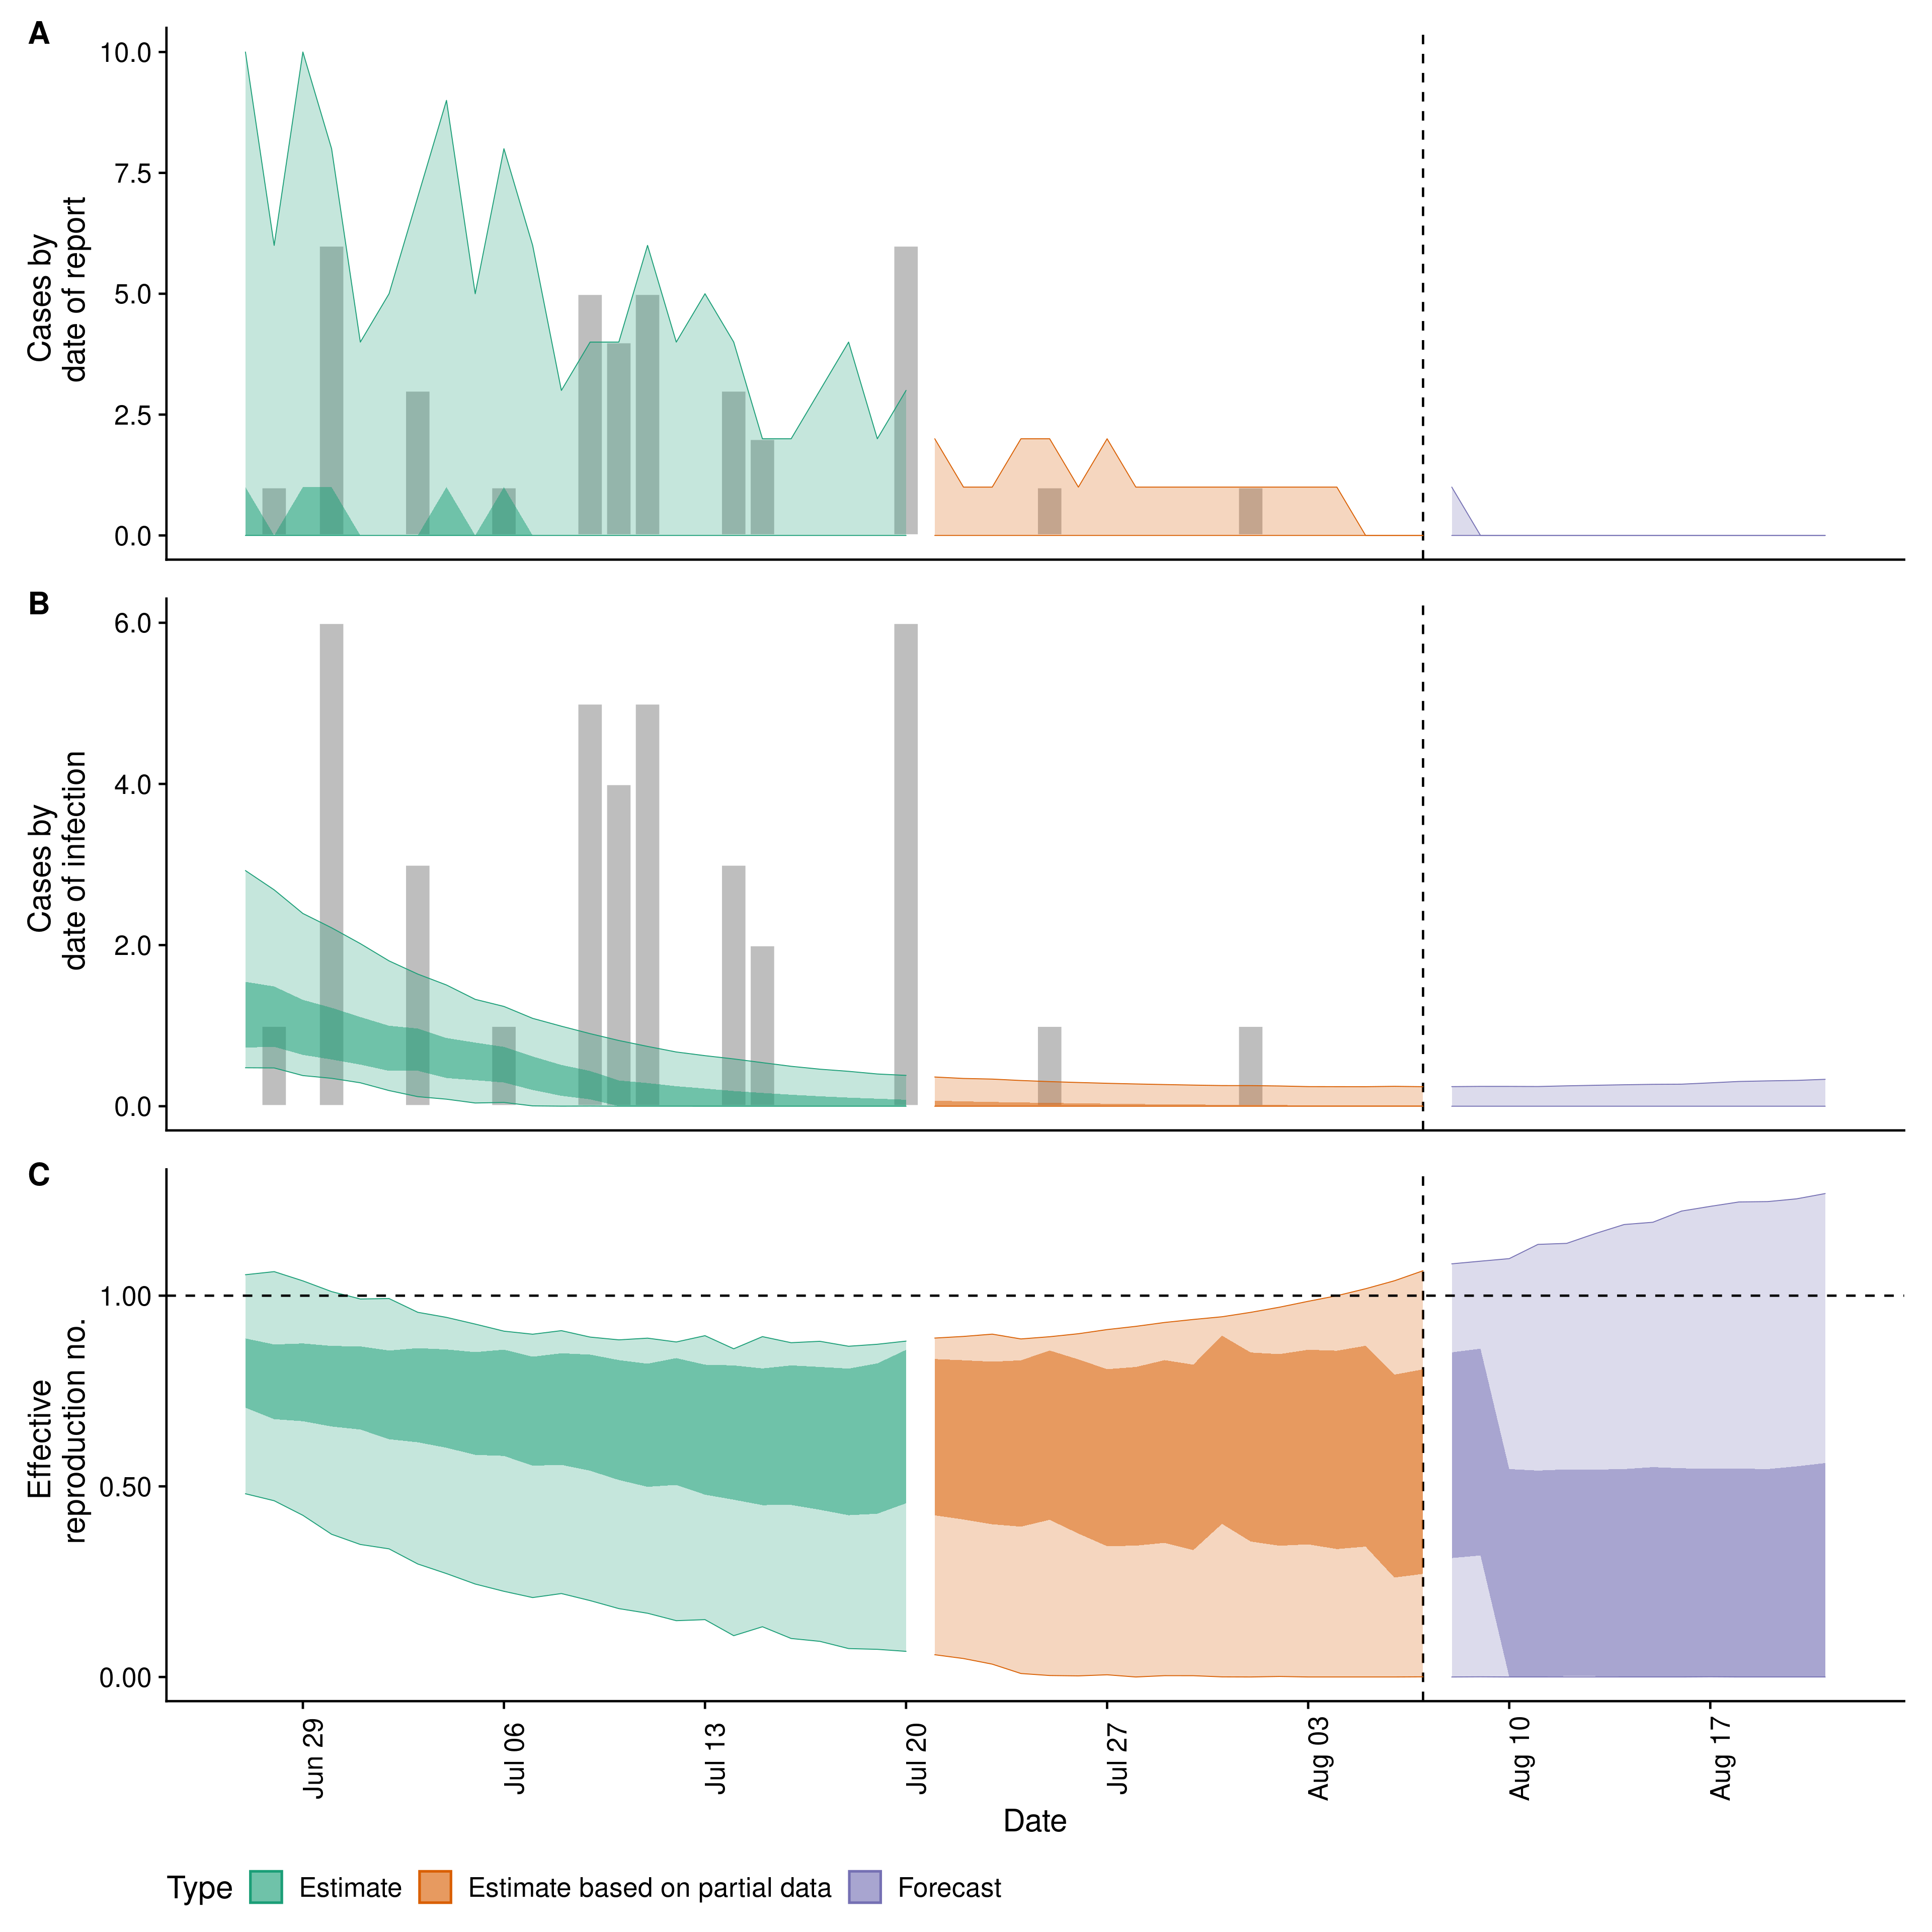 A
10.0
7.5
5.0
2.5
0.0
Cases by
date of report
B
6.0
4.0
2.0
0.0
Cases by
date of infection
C
1.00
0.50
0.00
Effective
reproduction no.
Jun 29
Jul 06
Jul 13
Jul 20
Jul 27
Aug 03
Aug 10
Aug 17
Date
Type Estimate Estimate based on partial data Forecast